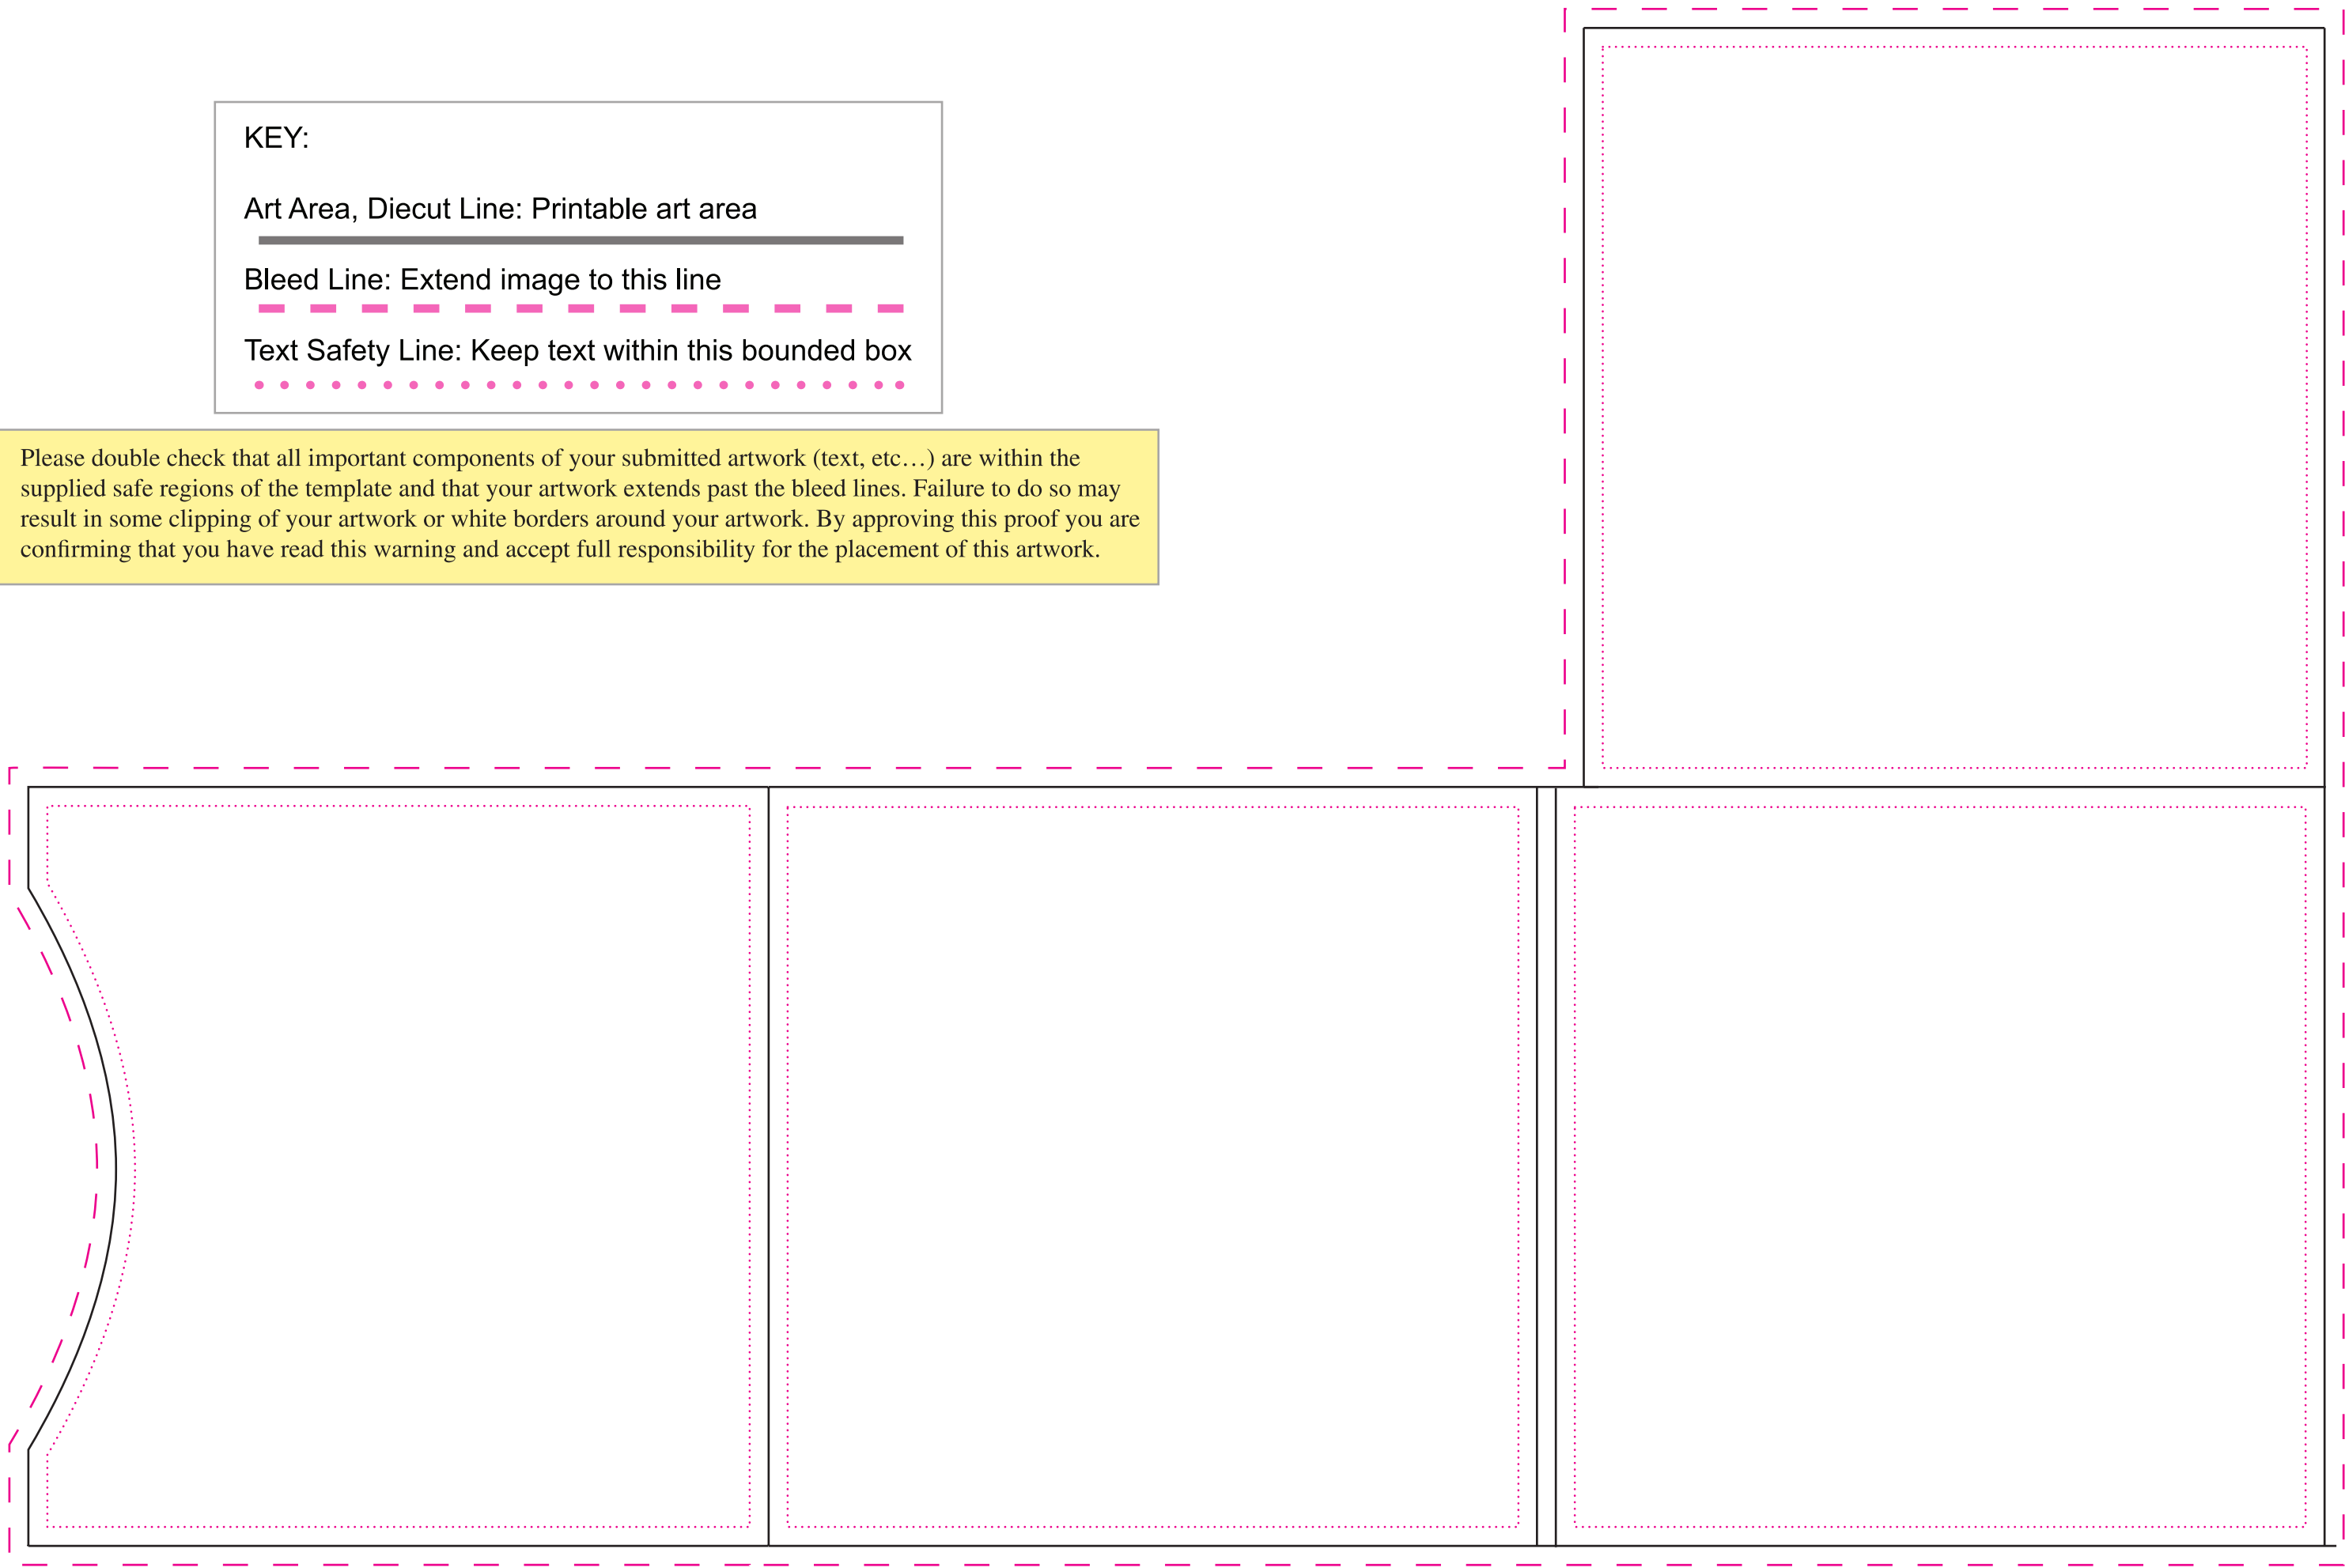 KEY:
Art Area, Diecut Line: Printable art area
Bleed Line: Extend image to this line
Text Safety Line: Keep text within this bounded box
Please double check that all important components of your submitted artwork (text, etc…) are within the
supplied safe regions of the template and that your artwork extends past the bleed lines. Failure to do so may
result in some clipping of your artwork or white borders around your artwork. By approving this proof you are
confirming that you have read this warning and accept full responsibility for the placement of this artwork.